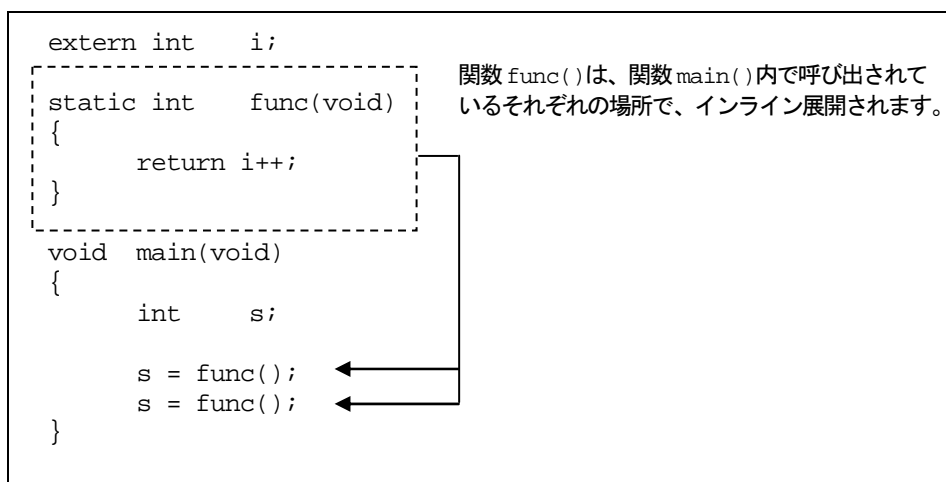 extern int i;
static int func(void)
{
return i++;
}
関数func()は、関数main()内で呼び出されて
いるそれぞれの場所で、インライン展開されます。
void main(void)
{
int s;
s = func();
s = func();
}